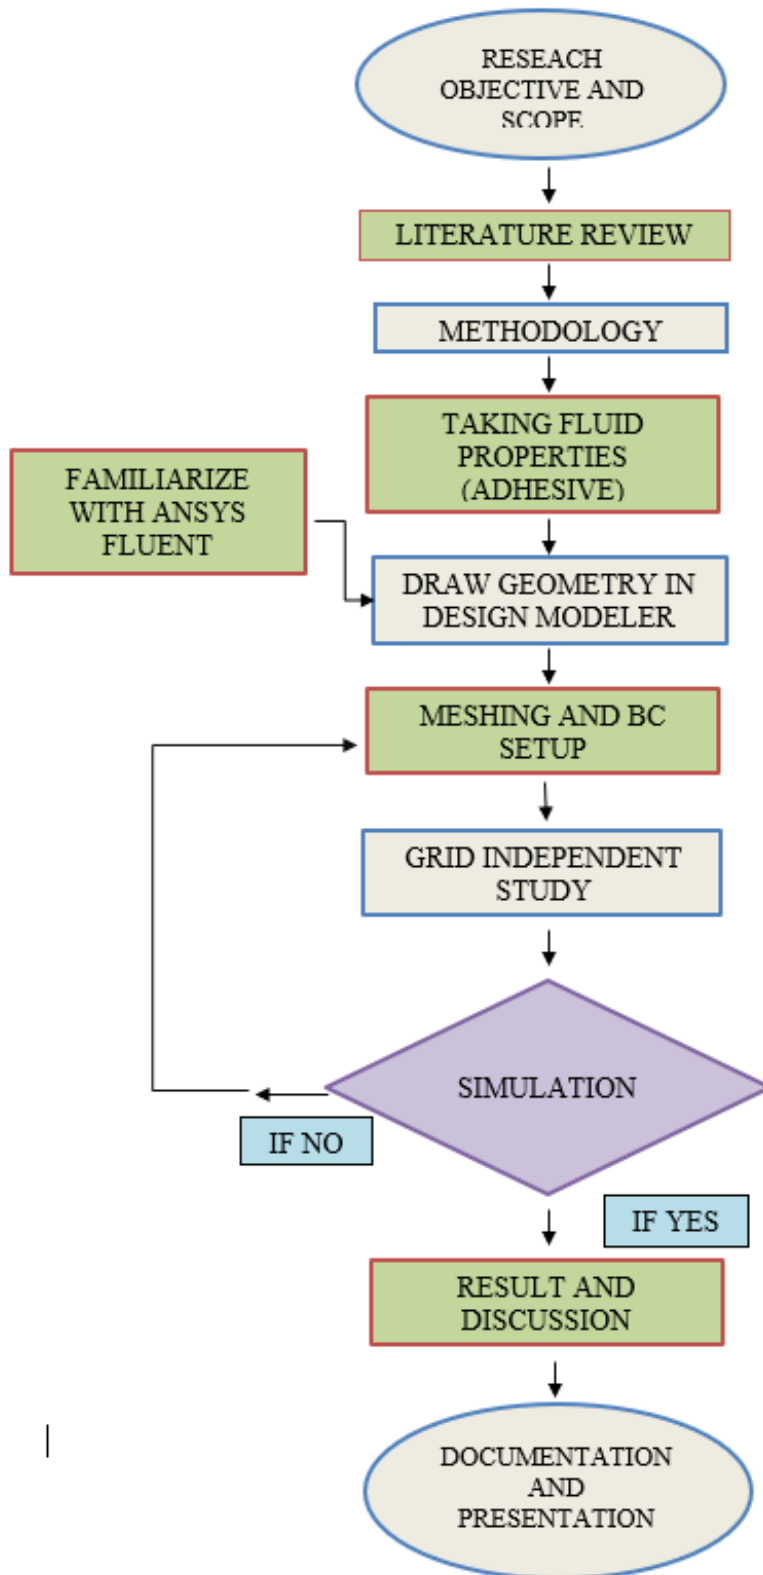 RESEACH
OBJECTIVE AND
SCOPE
LITERATURE REVIEW
METHODOLOGY
TAKING FLUID
PROPERTIES
(ADHESIVE)
FAMILIARIZE
WITH ANSYS
FLUENT
DRAW GEOMETRY IN
DESIGN MODELER
MESHING AND BC
SETUP
GRID INDEPENDENT
STUDY
SIMULATION
IF NO
IF YES
RESULT AND
DISCUSSION
DOCUMENTATION
AND
PRESENTATION